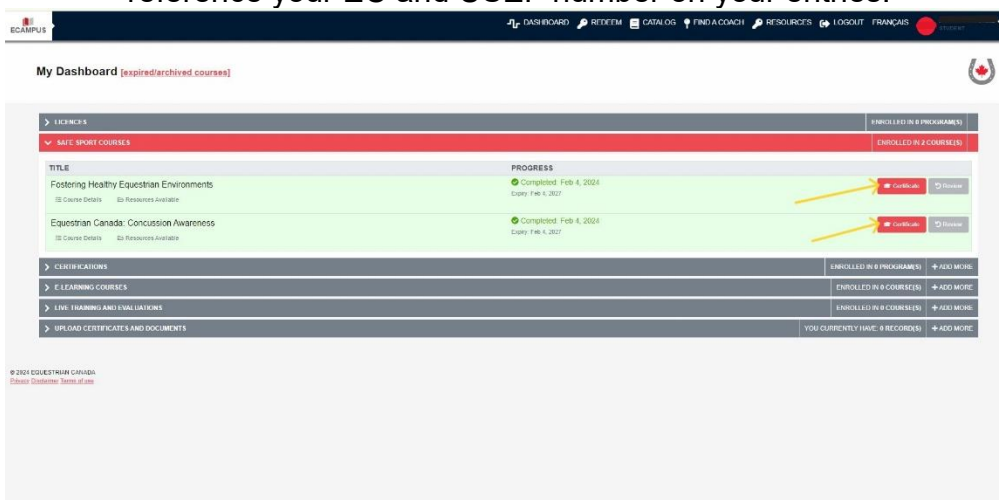 reference your EC and USEF number on your entries.
ECAMPUS
DASHBOARD REDEEM CATALOG FIND A COACH RESOURCES LOGOUT FRANÇAIS
STUDENT
My Dashboard [expired/archived courses]
LICENCES ENROLLED IN 0 PROGRAM(S)
SAFE SPORT COURSES ENROLLED IN 2 COURSE(S)
TITLE PROGRESS
Fostering Healthy Equestrian Environments Completed: Feb 4, 2024
Course Details Resources Available Expiry: Feb 4, 2027
Certificate Review
Equestrian Canada: Concussion Awareness Completed: Feb 4, 2024
Course Details Resources Available Expiry: Feb 4, 2027
Certificate Review
CERTIFICATIONS ENROLLED IN 0 PROGRAM(S) + ADD MORE
E-LEARNING COURSES ENROLLED IN 0 COURSE(S) + ADD MORE
LIVE TRAINING AND EVALUATIONS ENROLLED IN 0 COURSE(S) + ADD MORE
UPLOAD CERTIFICATES AND DOCUMENTS YOU CURRENTLY HAVE: 0 RECORD(S) + ADD MORE
© 2024 EQUESTRIAN CANADA
Privacy Disclaimer Terms of use